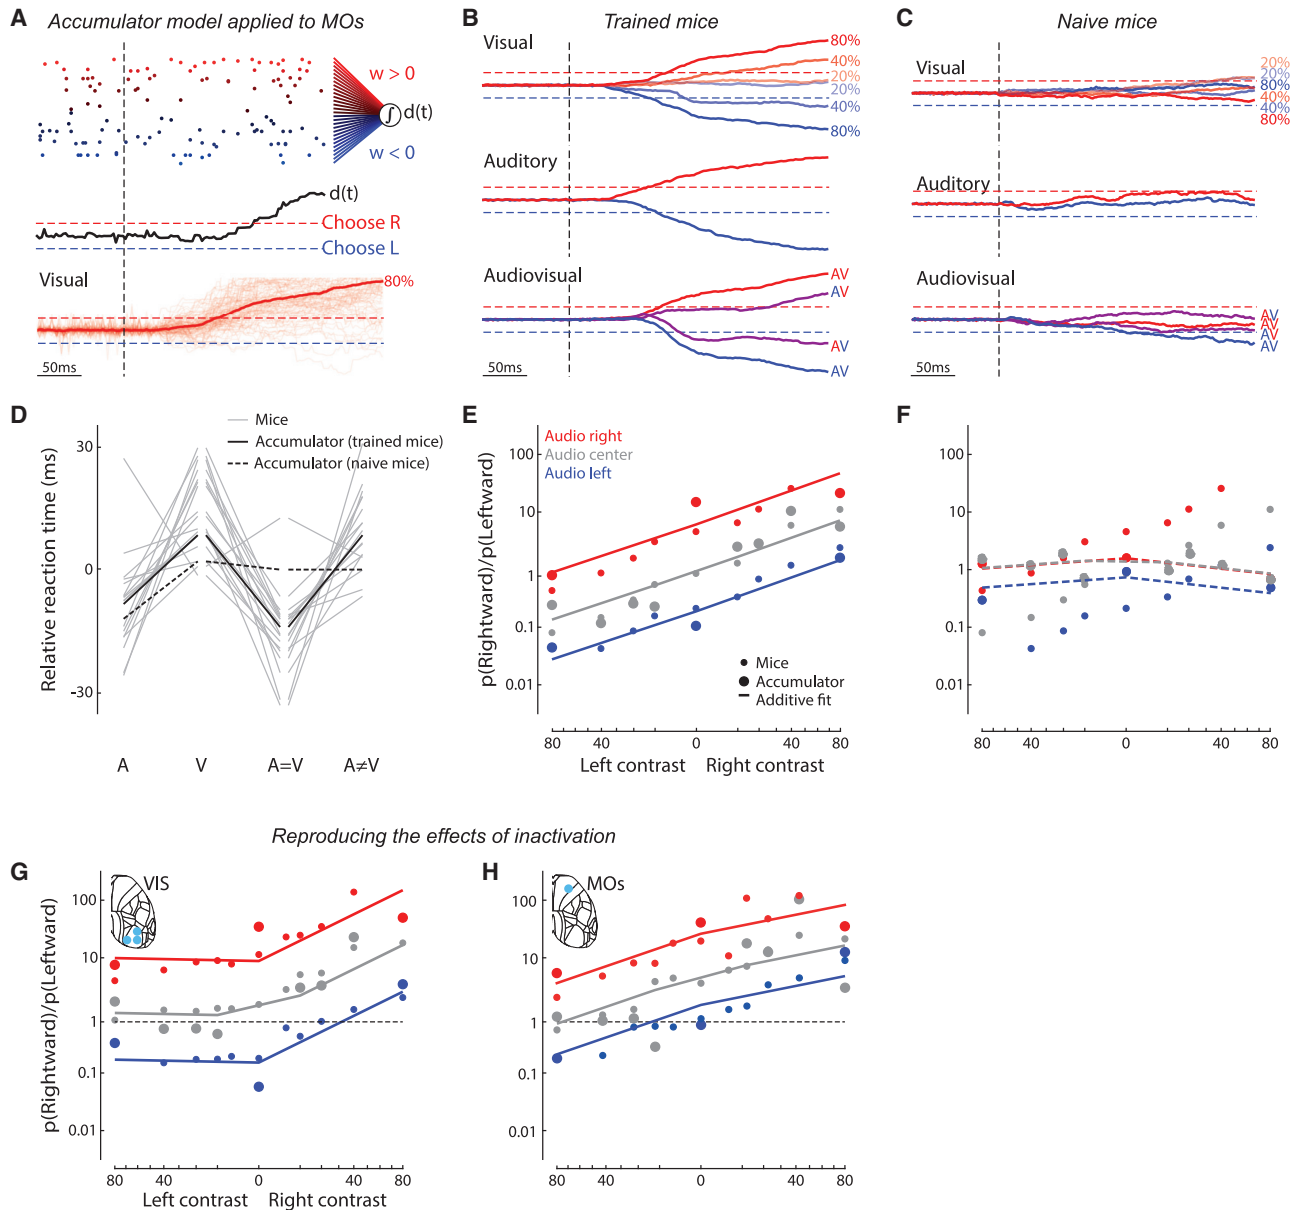 A
Accumulator model applied to MOs
w > 0
∫
d(t)
w < 0
d(t)
Choose R
Choose L
Visual
80%
50ms
B
Trained mice
Visual
80%
40%
20%
20%
40%
80%
Auditory
Audiovisual
AV
AV
AV
AV
50ms
C
Naive mice
Visual
20%
20%
80%
40%
40%
80%
Auditory
Audiovisual
AV
AV
AV
AV
50ms
D
Mice
Accumulator (trained mice)
Accumulator (naive mice)
Relative reaction time (ms)
30
0
-30
A
V
A=V
A≠V
E
Audio right
Audio center
Audio left
p(Rightward)/p(Leftward)
100
10
1
0.1
0.01
Mice
Accumulator
Additive fit
80
40
0
40
80
Left contrast
Right contrast
F
100
10
1
0.1
0.01
80
40
0
40
80
Reproducing the effects of inactivation
G
VIS
p(Rightward)/p(Leftward)
100
10
1
0.1
0.01
80
40
0
40
80
Left contrast
Right contrast
H
MOs
100
10
1
0.1
0.01
80
40
0
40
80